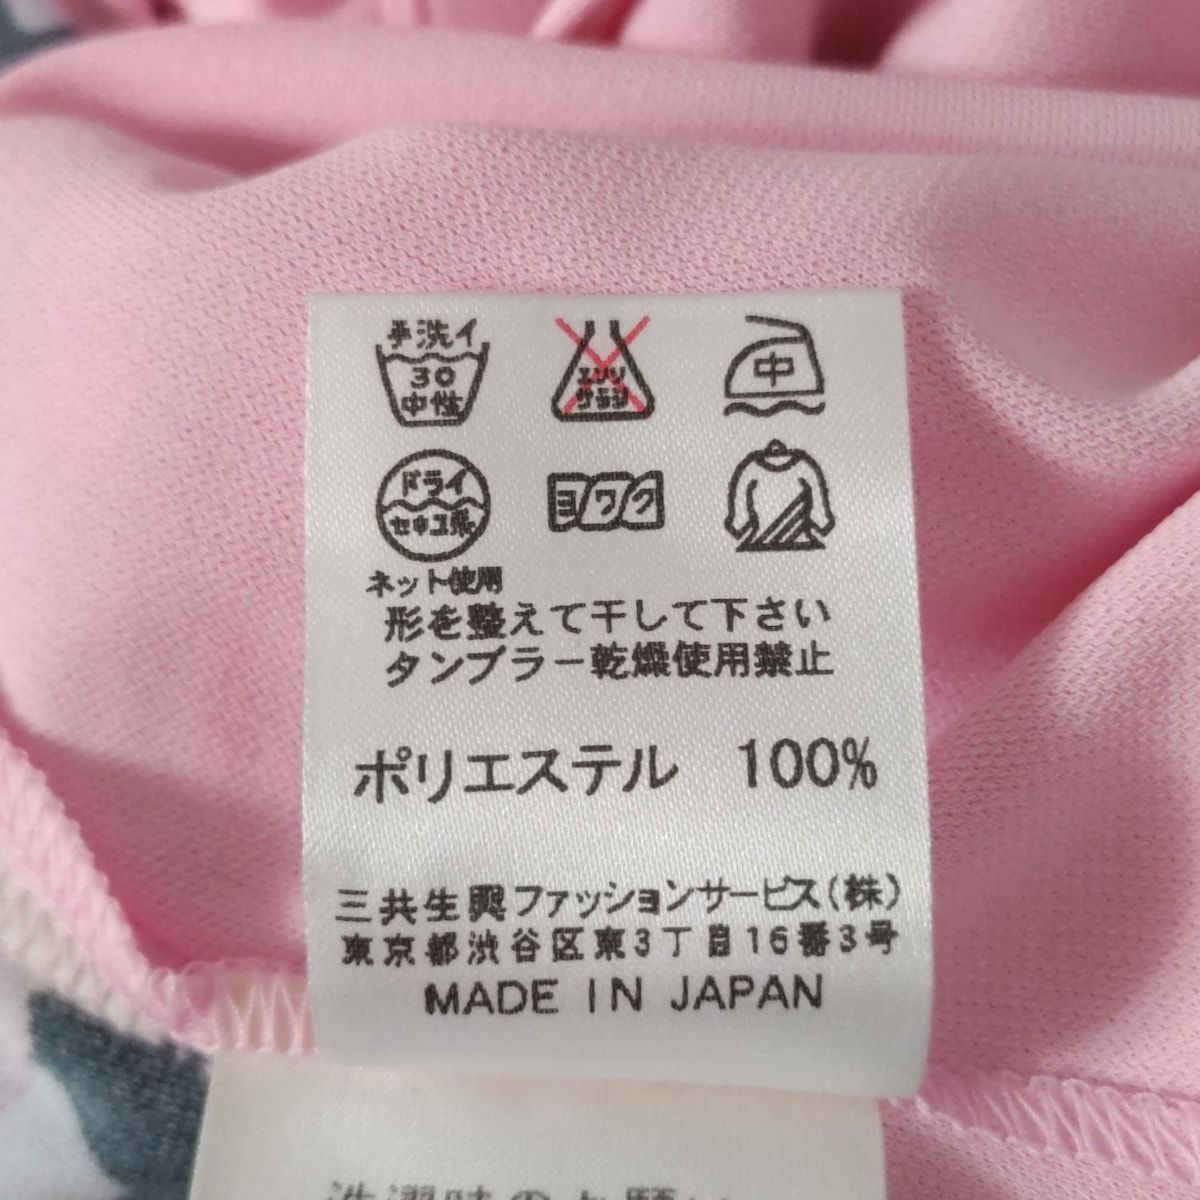 手洗イ
30
中性
エンソ
サラシ
中
ドライ
セキユ系
ヨワク
ネット使用
形を整えて干して下さい
タンブラー乾燥使用禁止
ポリエステル 100%
三共生興ファッションサービス(株)
東京都渋谷区東3丁目16番3号
MADE IN JAPAN